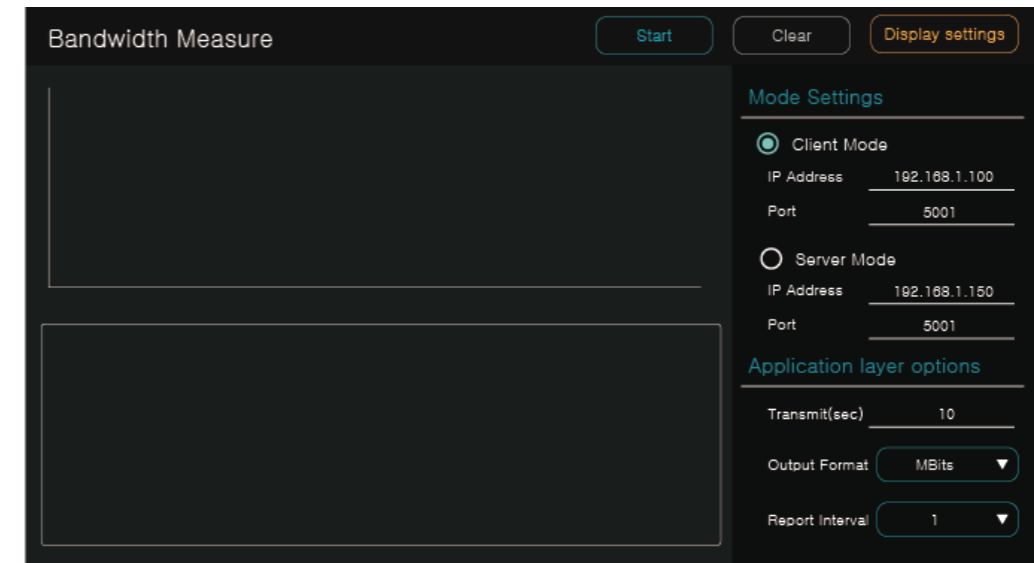 Bandwidth Measure
Start
Clear
Display settings
Mode Settings
Client Mode
IP Address 192.168.1.100
Port 5001
Server Mode
IP Address 192.168.1.150
Port 5001
Application layer options
Transmit(sec) 10
Output Format MBits
Report Interval 1